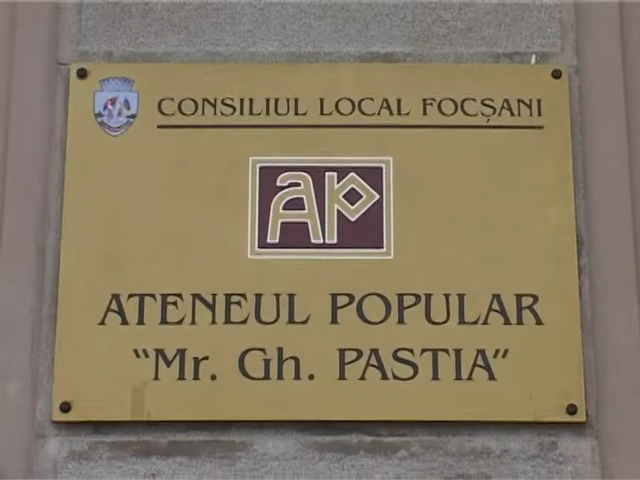 CONSILIUL LOCAL FOCȘANI
AP
ATENEUL POPULAR
"Mr. Gh. PASTIA"